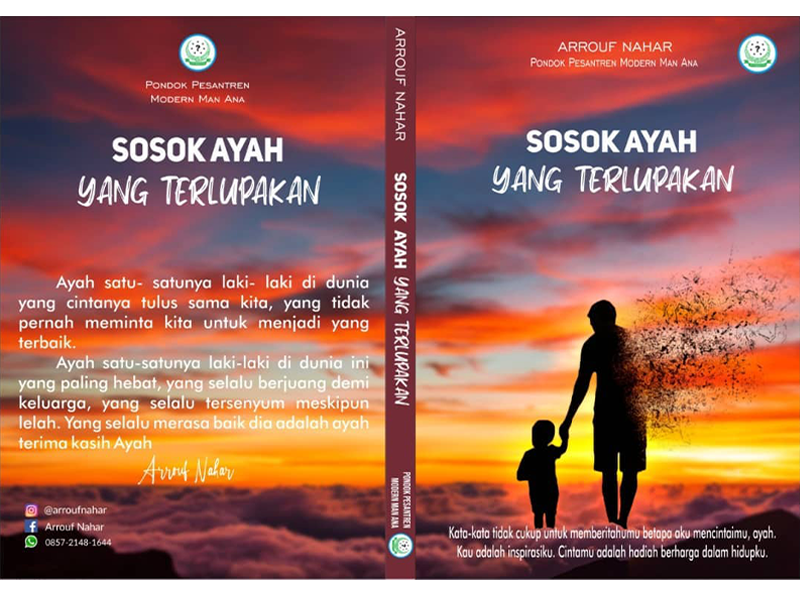 PONDOK PESANTREN
MODERN MAN ANA
SOSOK AYAH
YANG TERLUPAKAN
Ayah satu- satunya laki- laki di dunia
yang cintanya tulus sama kita, yang tidak
pernah meminta kita untuk menjadi yang
terbaik.
Ayah satu-satunya laki-laki di dunia ini
yang paling hebat, yang selalu berjuang demi
keluarga, yang selalu tersenyum meskipun
lelah. Yang selalu merasa baik dia adalah ayah
terima kasih Ayah
Arrouf Nahar
@arroufnahar
Arrouf Nahar
0857-2148-1644
ARROUF NAHAR
SOSOK AYAH YANG TERLUPAKAN
PONDOK PESANTREN
MODERN MAN ANA
ARROUF NAHAR
PONDOK PESANTREN MODERN MAN ANA
SOSOK AYAH
YANG TERLUPAKAN
Kata-kata tidak cukup untuk memberitahumu betapa aku mencintaimu, ayah.
Kau adalah inspirasiku. Cintamu adalah hadiah berharga dalam hidupku.